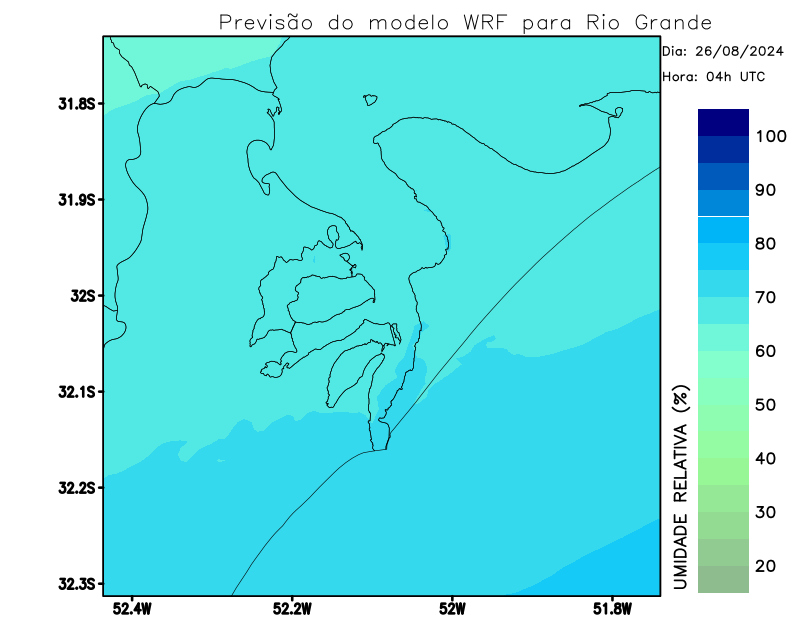 Previsão do modelo WRF para Rio Grande
Dia: 26/08/2024
Hora: 04h UTC
31.8S
31.9S
32S
32.1S
32.2S
32.3S
52.4W
52.2W
52W
51.8W
UMIDADE RELATIVA (%)
100
90
80
70
60
50
40
30
20